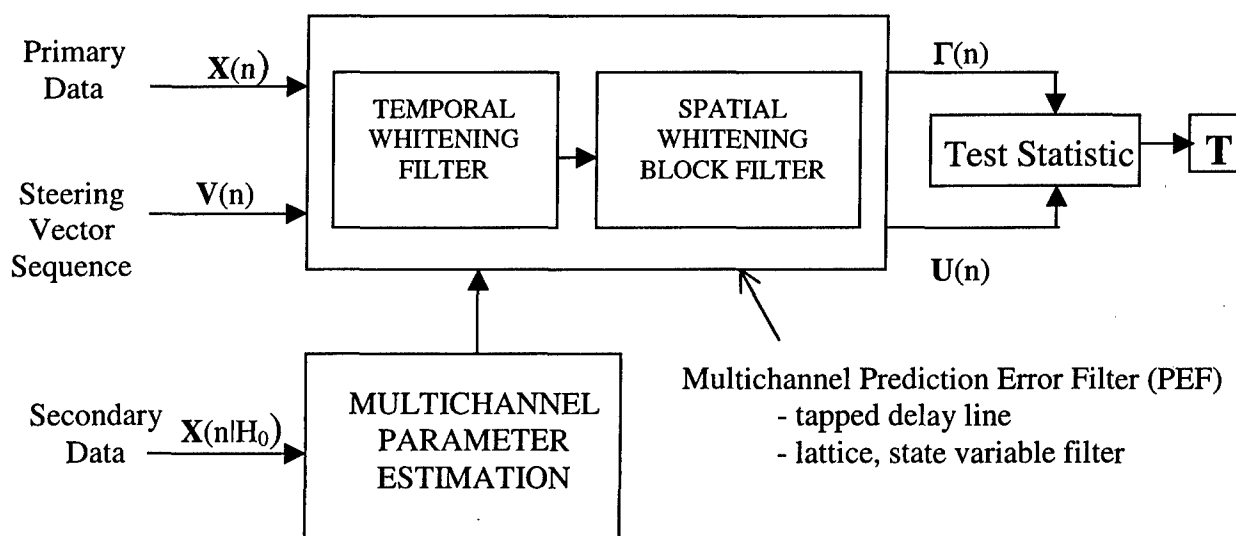 Primary
Data
X(n)
Steering
Vector
Sequence
V(n)
TEMPORAL
WHITENING
FILTER
SPATIAL
WHITENING
BLOCK FILTER
Γ(n)
U(n)
Test Statistic
T
Secondary
Data
X(n|H₀)
MULTICHANNEL
PARAMETER
ESTIMATION
Multichannel Prediction Error Filter (PEF)
- tapped delay line
- lattice, state variable filter